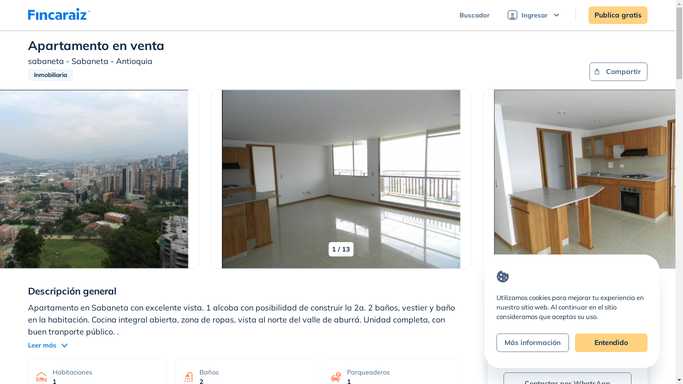 Fincaraiz
Buscador
Ingresar
Publica gratis
Apartamento en venta
sabaneta - Sabaneta - Antioquia
Inmobiliaria
Compartir
1 / 13
Descripción general
Apartamento en Sabaneta con excelente vista. 1 alcoba con posibilidad de construir la 2a. 2 baños, vestier y baño
en la habitación. Cocina integral abierta, zona de ropas, vista al norte del valle de aburrá. Unidad completa, con
buen tranporte público. .
Leer más
Habitaciones
1
Baños
2
Parqueaderos
1
Utilizamos cookies para mejorar tu experiencia en
nuestro sitio web. Al continuar en el sitio
consideramos que aceptas su uso.
Más información
Entendido
Contactar por WhatsApp